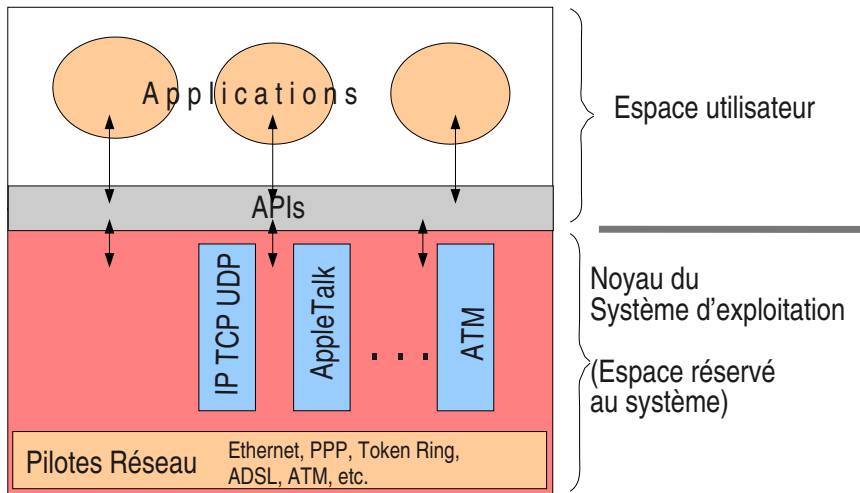 Applications
Espace utilisateur
APIs
IP TCP UDP
AppleTalk
. . .
ATM
Noyau du
Système d'exploitation
(Espace réservé
au système)
Pilotes Réseau
Ethernet, PPP, Token Ring,
ADSL, ATM, etc.